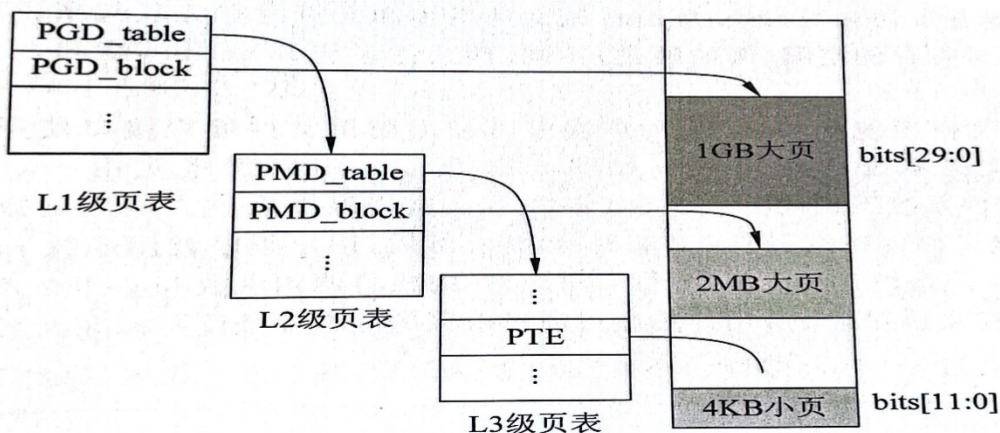 PGD_table
PGD_block
⋮
L1级页表
PMD_table
PMD_block
⋮
L2级页表
⋮
PTE
⋮
L3级页表
1GB大页
bits[29:0]
2MB大页
4KB小页
bits[11:0]